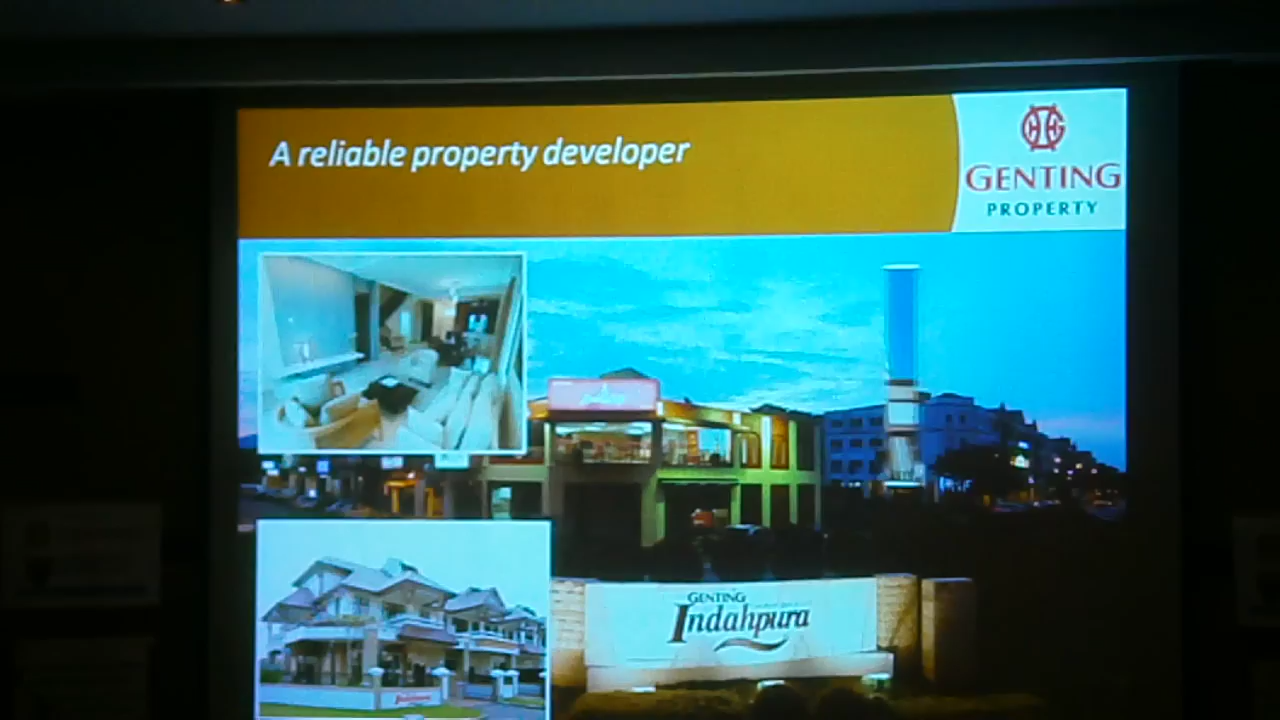 A reliable property developer
GENTING
PROPERTY
GENTING
Indahpura